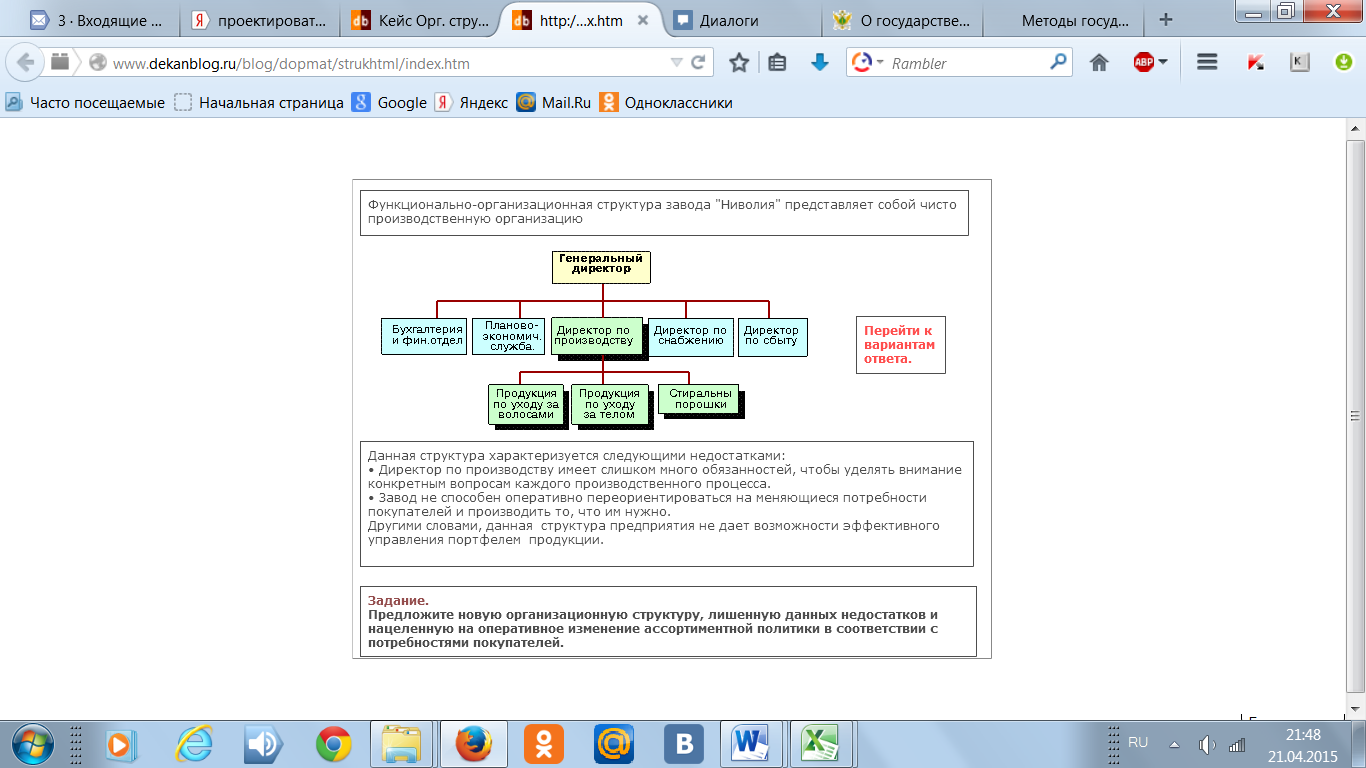 3 · Входящие ...
проектироват...
Кейс Орг. стру...
http:/...x.htm
Диалоги
О государстве...
Методы госуд...
www.dekanblog.ru/blog/dopmat/strukhtml/index.htm
Rambler
ABP
K
Часто посещаемые
Начальная страница
Google
Яндекс
Mail.Ru
Одноклассники
Функционально-организационная структура завода "Ниволия" представляет собой чисто
производственную организацию
Генеральный
директор
Бухгалтерия
и фин.отдел
Планово-
экономич.
служба.
Директор по
производству
Директор по
снабжению
Директор
по сбыту
Перейти к
вариантам
ответа.
Продукция
по уходу за
волосами
Продукция
по уходу
за телом
Стиральны
порошки
Данная структура характеризуется следующими недостатками:
• Директор по производству имеет слишком много обязанностей, чтобы уделять внимание
конкретным вопросам каждого производственного процесса.
• Завод не способен оперативно переориентироваться на меняющиеся потребности
покупателей и производить то, что им нужно.
Другими словами, данная структура предприятия не дает возможности эффективного
управления портфелем продукции.
Задание.
Предложите новую организационную структуру, лишенную данных недостатков и
нацеленную на оперативное изменение ассортиментной политики в соответствии с
потребностями покупателей.
RU
21:48
21.04.2015